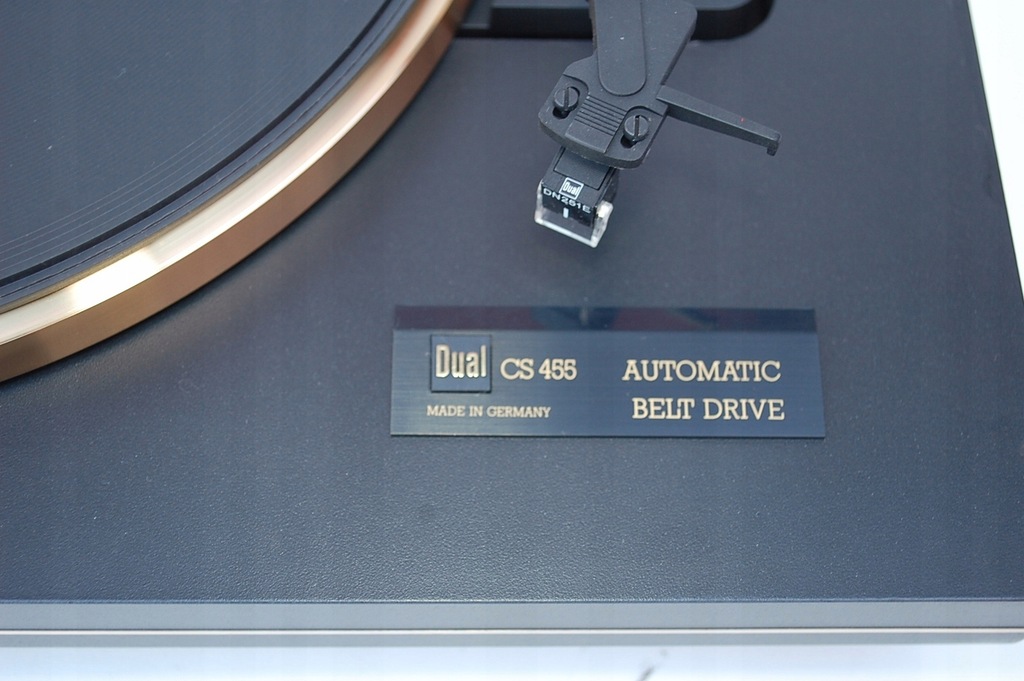 Dual
DN251E
Dual CS 455 AUTOMATIC
MADE IN GERMANY BELT DRIVE